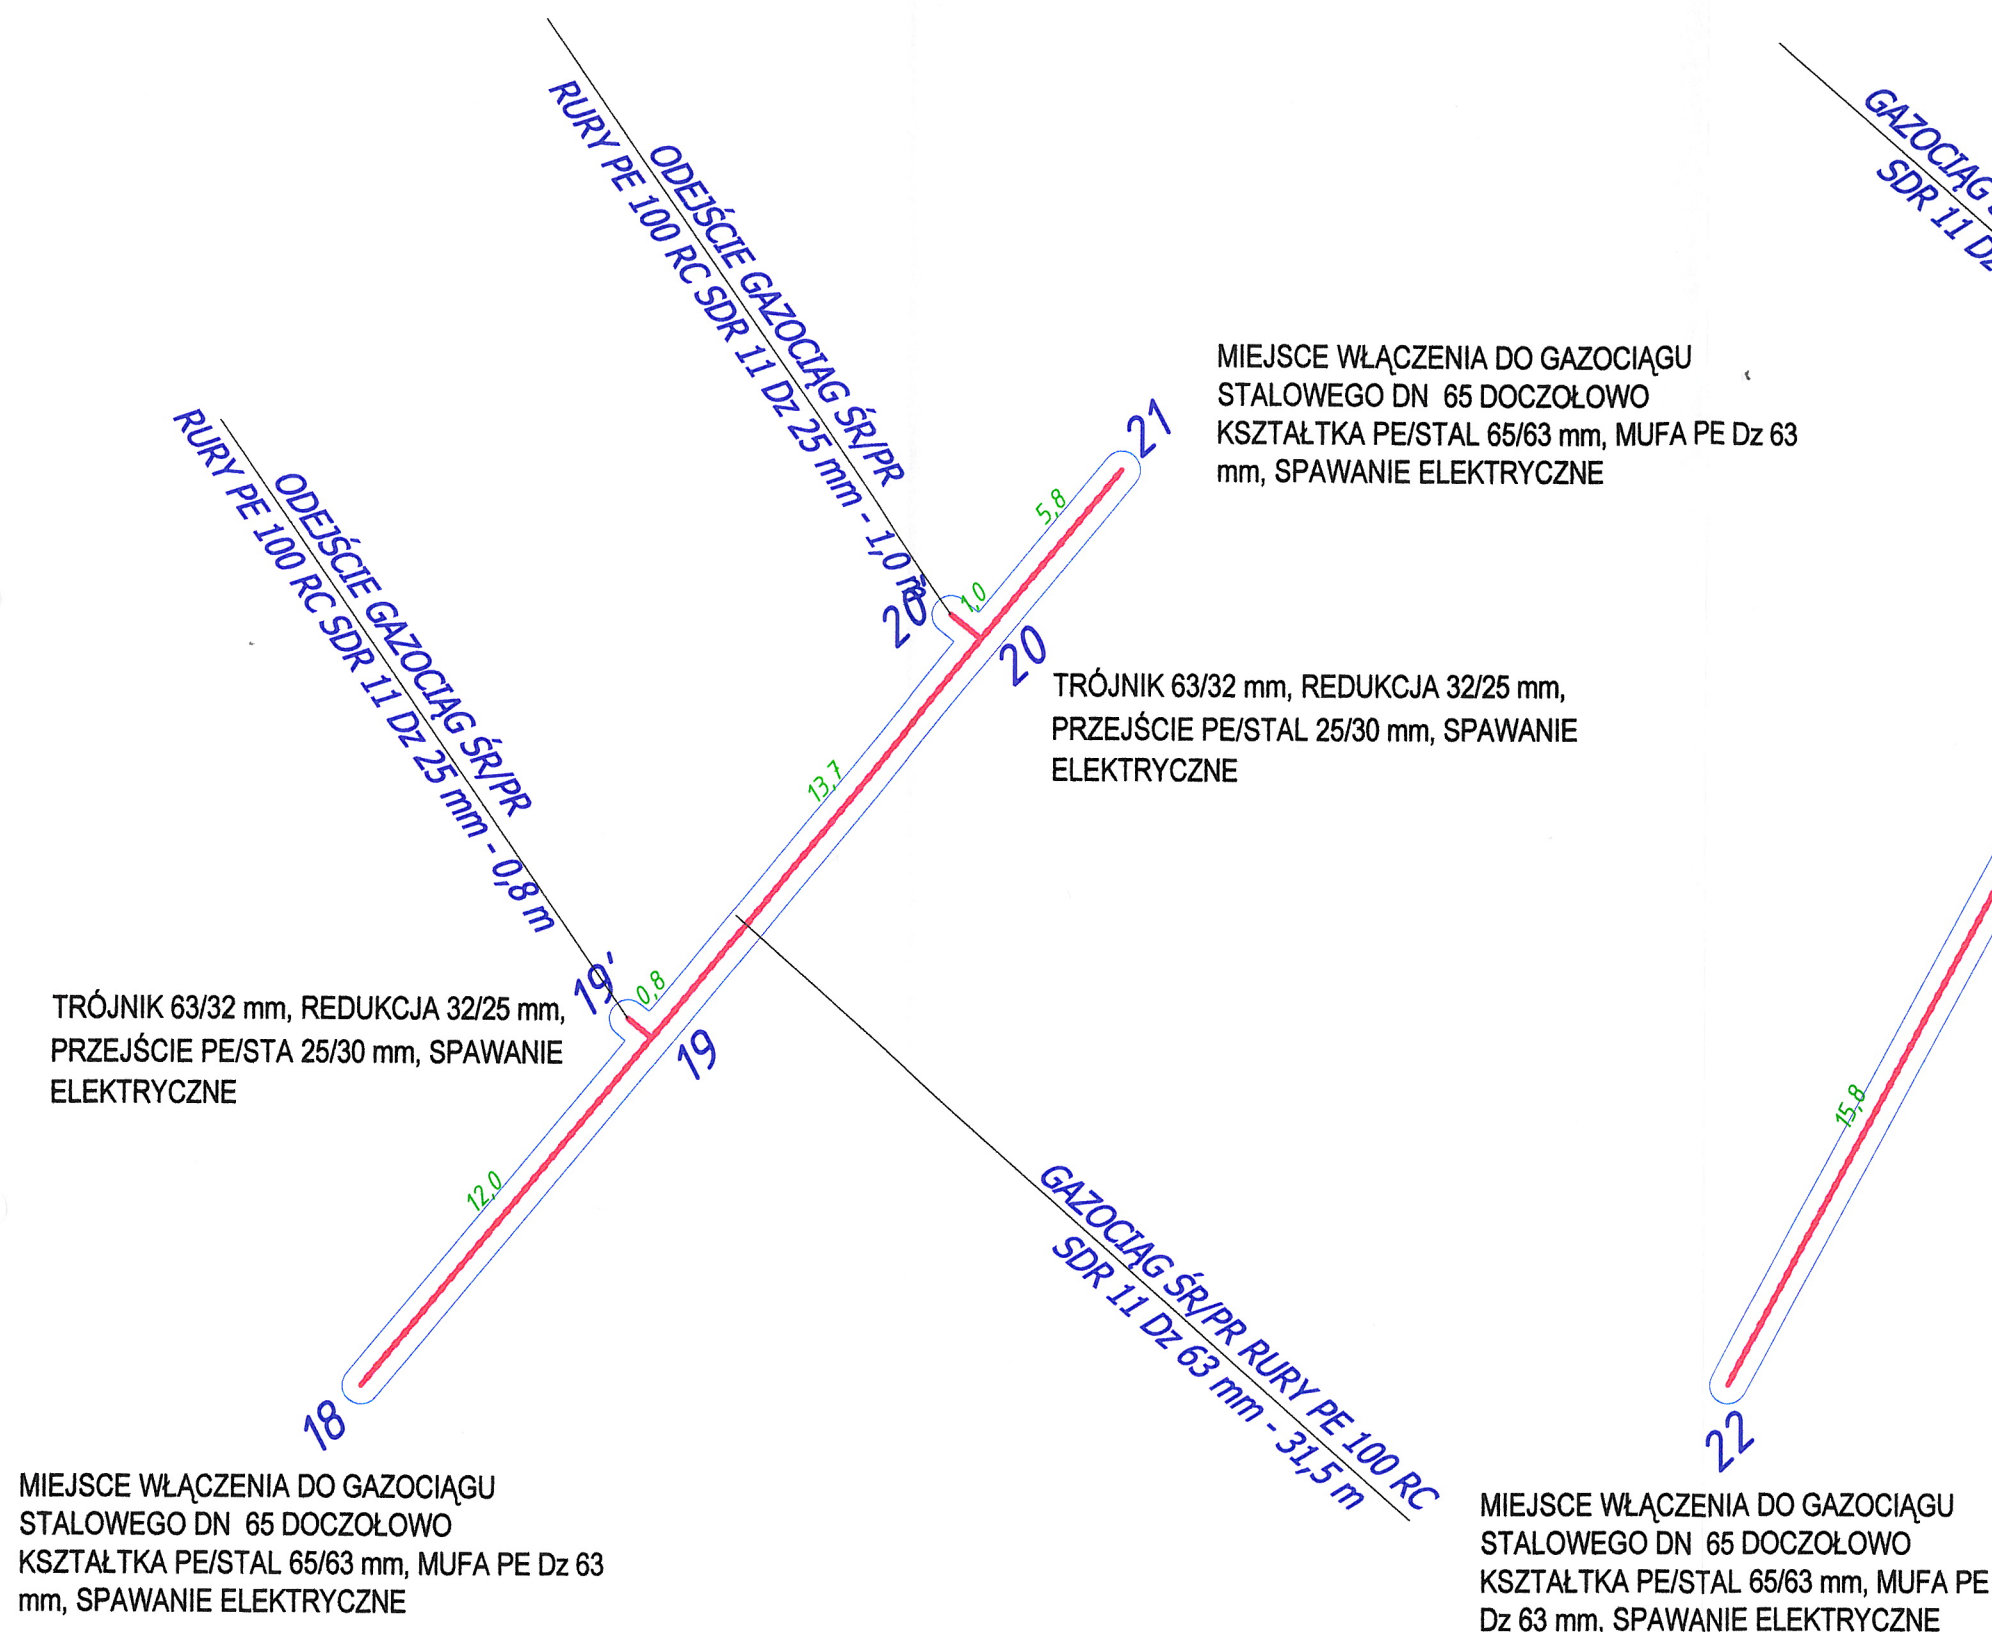 RURY PE 100 RC SDR 11 Dz 25 mm - 1,0 m
ODEJŚCIE GAZOCIĄG ŚR/PR
GAZOCIĄG
SDR 11 Dz
MIEJSCE WŁĄCZENIA DO GAZOCIĄGU
STALOWEGO DN 65 DOCZOŁOWO
KSZTAŁTKA PE/STAL 65/63 mm, MUFA PE Dz 63
mm, SPAWANIE ELEKTRYCZNE
21
5,8
ODEJŚCIE GAZOCIĄG ŚR/PR
RURY PE 100 RC SDR 11 Dz 25 mm - 0,8 m
20'
1,0
20
TRÓJNIK 63/32 mm, REDUKCJA 32/25 mm,
PRZEJŚCIE PE/STAL 25/30 mm, SPAWANIE
ELEKTRYCZNE
13,7
19'
0,8
19
TRÓJNIK 63/32 mm, REDUKCJA 32/25 mm,
PRZEJŚCIE PE/STA 25/30 mm, SPAWANIE
ELEKTRYCZNE
15,8
12,0
GAZOCIĄG ŚR/PR RURY PE 100 RC
SDR 11 Dz 63 mm - 31,5 m
18
22
MIEJSCE WŁĄCZENIA DO GAZOCIĄGU
STALOWEGO DN 65 DOCZOŁOWO
KSZTAŁTKA PE/STAL 65/63 mm, MUFA PE Dz 63
mm, SPAWANIE ELEKTRYCZNE
MIEJSCE WŁĄCZENIA DO GAZOCIĄGU
STALOWEGO DN 65 DOCZOŁOWO
KSZTAŁTKA PE/STAL 65/63 mm, MUFA PE
Dz 63 mm, SPAWANIE ELEKTRYCZNE